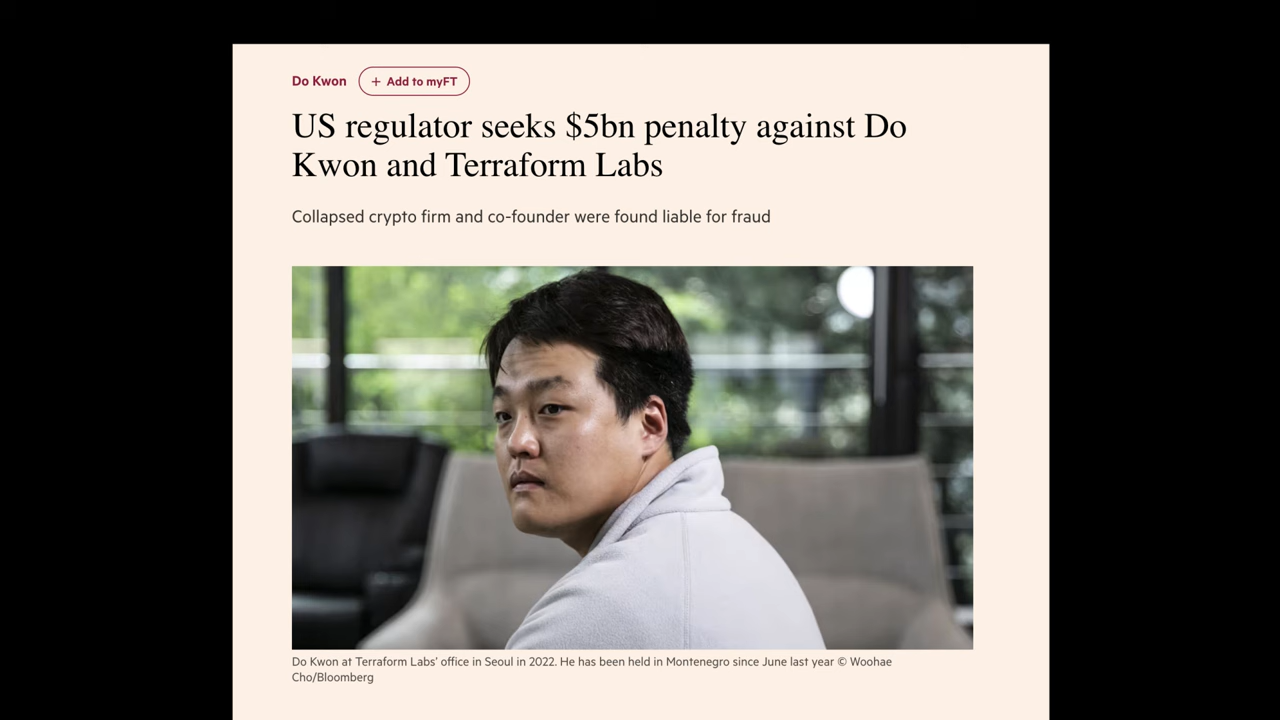 Do Kwon + Add to myFT
US regulator seeks $5bn penalty against Do
Kwon and Terraform Labs
Collapsed crypto firm and co-founder were found liable for fraud
Do Kwon at Terraform Labs' office in Seoul in 2022. He has been held in Montenegro since June last year © Woohae
Cho/Bloomberg